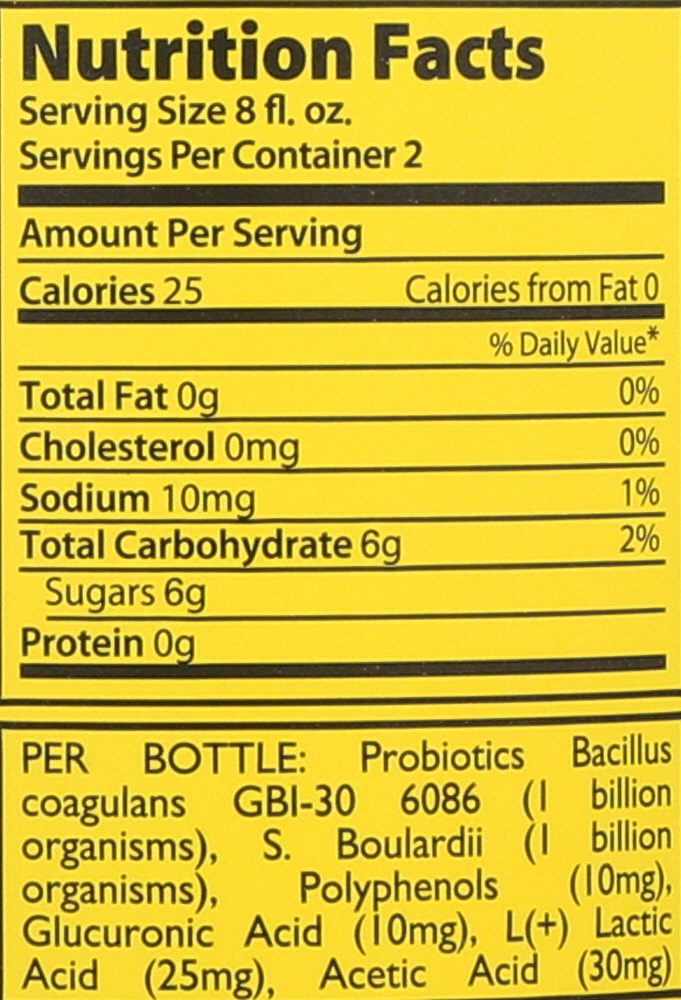 Nutrition Facts
Serving Size 8 fl. oz.
Servings Per Container 2
Amount Per Serving
Calories 25 Calories from Fat 0
% Daily Value*
Total Fat 0g 0%
Cholesterol 0mg 0%
Sodium 10mg 1%
Total Carbohydrate 6g 2%
Sugars 6g
Protein 0g
PER BOTTLE: Probiotics Bacillus
coagulans GBI-30 6086 (1 billion
organisms), S. Boulardii (1 billion
organisms), Polyphenols (10mg),
Glucuronic Acid (10mg), L(+) Lactic
Acid (25mg), Acetic Acid (30mg)